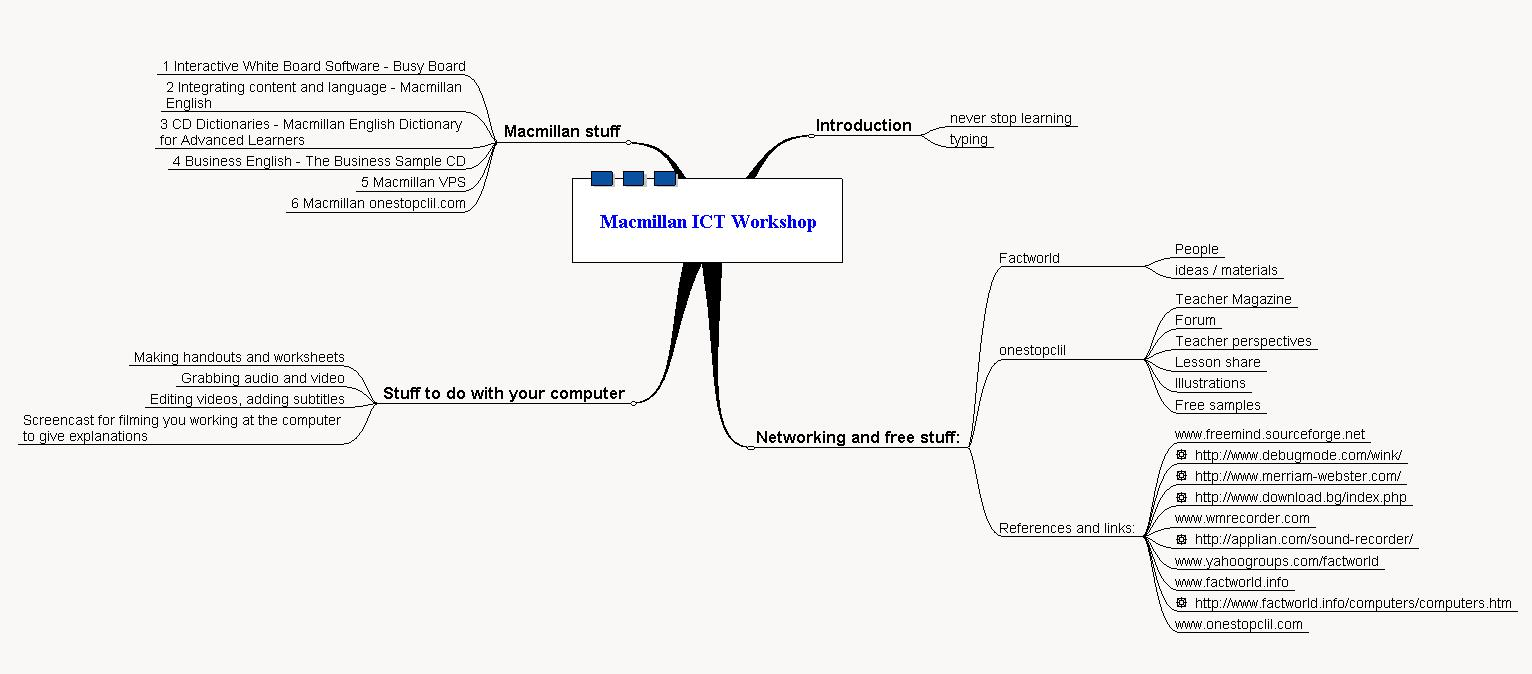 Macmillan ICT Workshop
Macmillan stuff
1 Interactive White Board Software - Busy Board
2 Integrating content and language - Macmillan
English
3 CD Dictionaries - Macmillan English Dictionary
for Advanced Learners
4 Business English - The Business Sample CD
5 Macmillan VPS
6 Macmillan onestopclil.com
Introduction
never stop learning
typing
Stuff to do with your computer
Making handouts and worksheets
Grabbing audio and video
Editing videos, adding subtitles
Screencast for filming you working at the computer
to give explanations
Networking and free stuff:
Factworld
People
ideas / materials
onestopclil
Teacher Magazine
Forum
Teacher perspectives
Lesson share
Illustrations
Free samples
References and links:
www.freemind.sourceforge.net
http://www.debugmode.com/wink/
http://www.merriam-webster.com/
http://www.download.bg/index.php
www.wmrecorder.com
http://applian.com/sound-recorder/
www.yahoogroups.com/factworld
www.factworld.info
http://www.factworld.info/computers/computers.htm
www.onestopclil.com